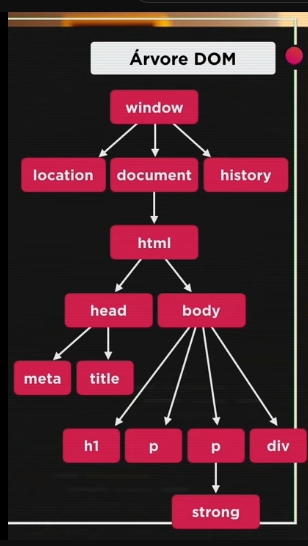 Árvore DOM
window
location document history
html
head body
meta title
h1 p p div
strong